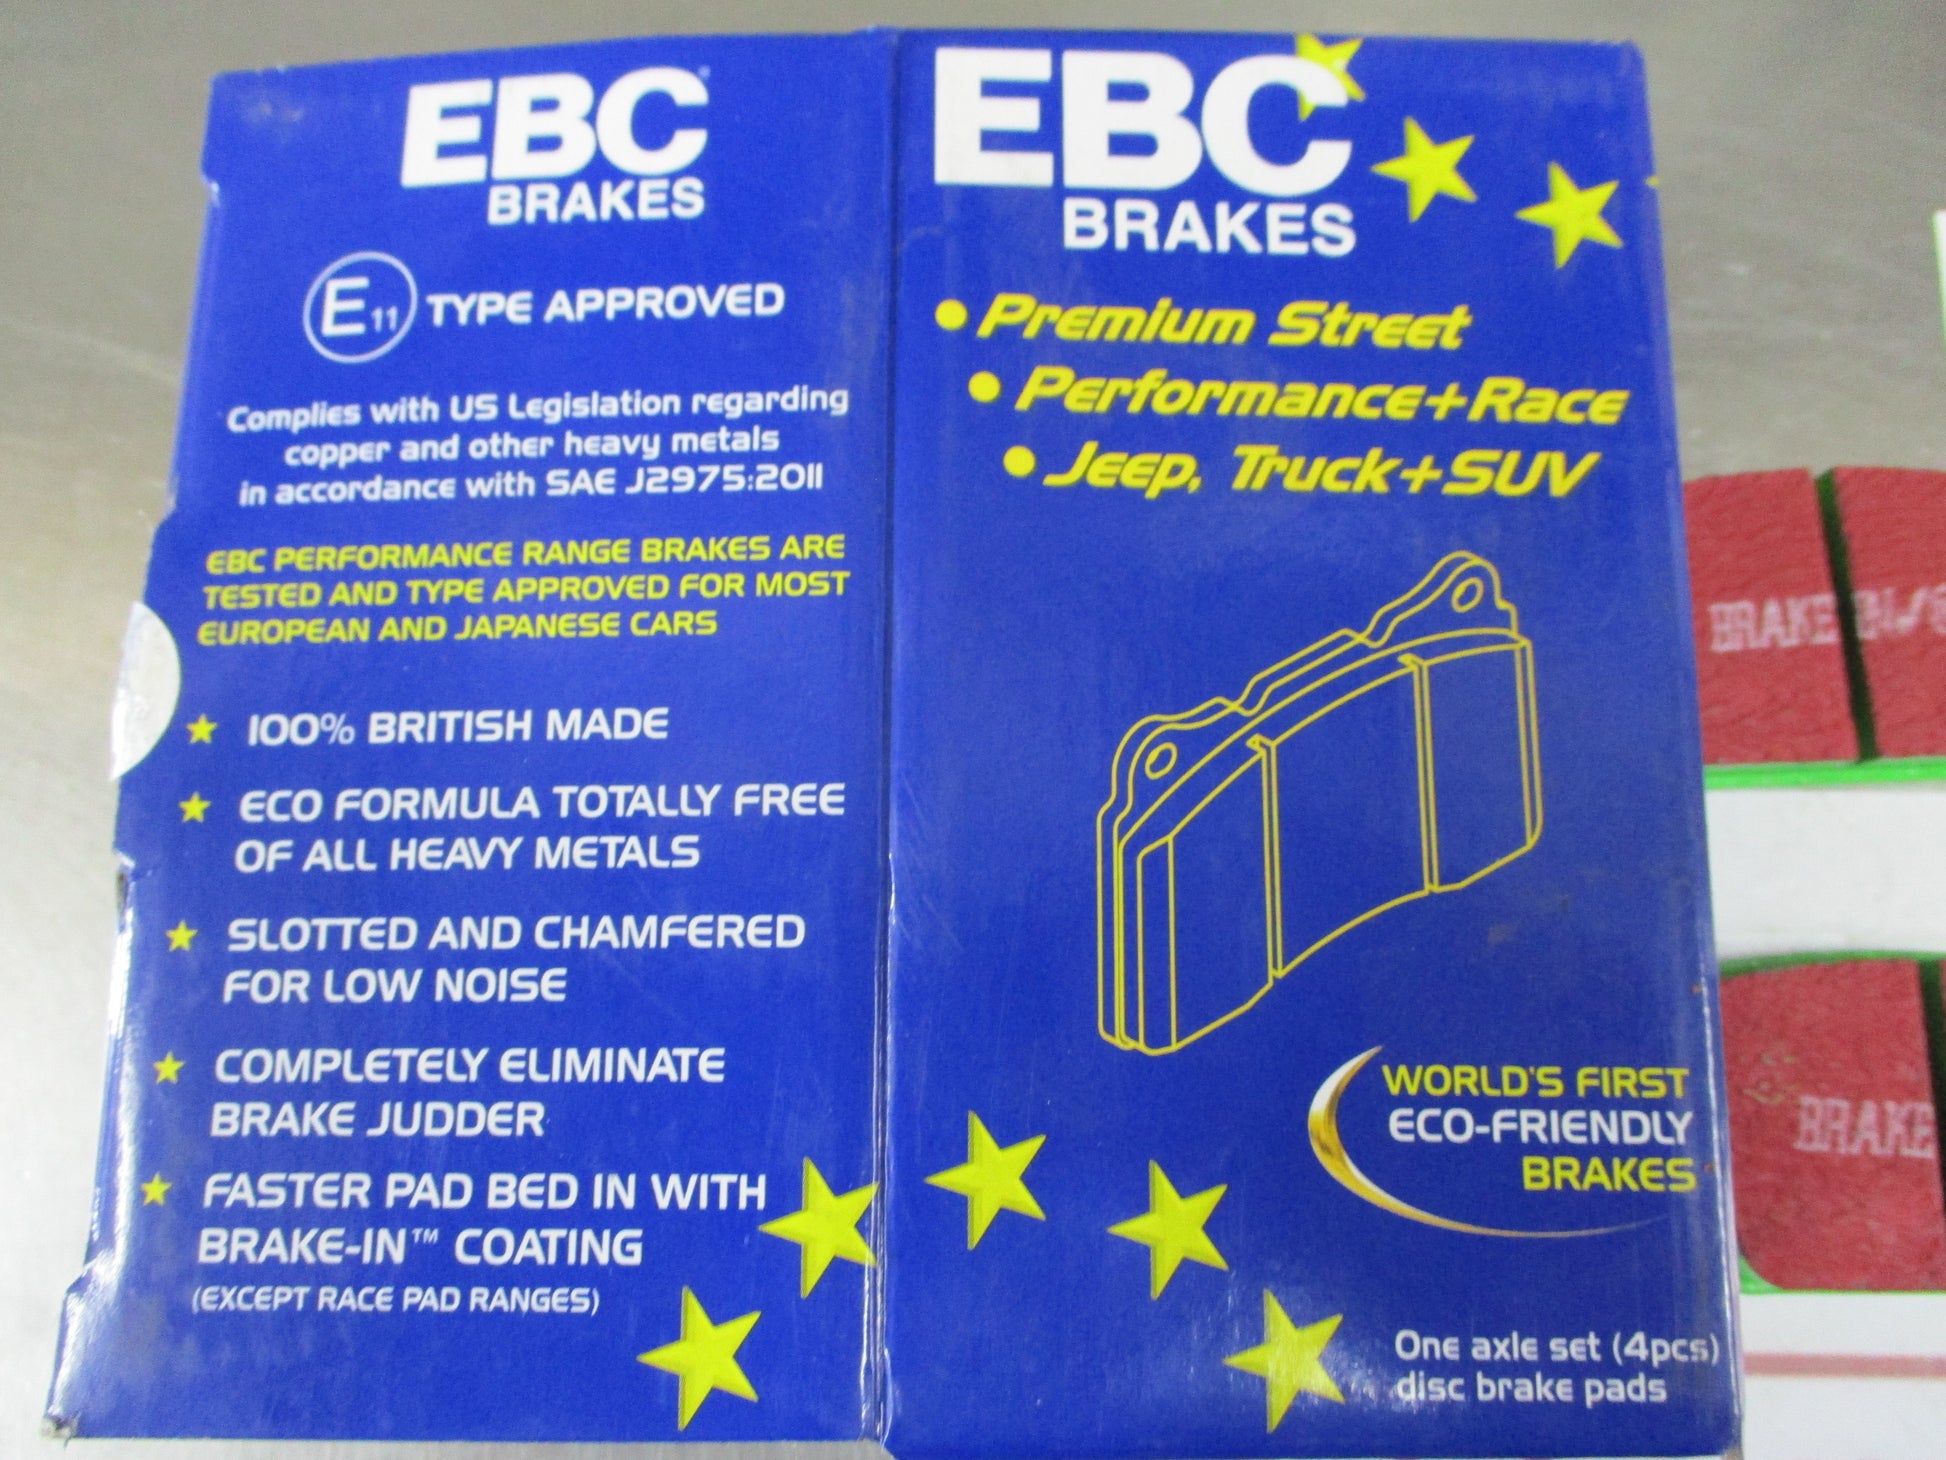 EBC
BRAKES
E11 TYPE APPROVED
Complies with US Legislation regarding
copper and other heavy metals
in accordance with SAE J2975:2011
EBC PERFORMANCE RANGE BRAKES ARE
TESTED AND TYPE APPROVED FOR MOST
EUROPEAN AND JAPANESE CARS
100% BRITISH MADE
ECO FORMULA TOTALLY FREE
OF ALL HEAVY METALS
SLOTTED AND CHAMFERED
FOR LOW NOISE
COMPLETELY ELIMINATE
BRAKE JUDDER
FASTER PAD BED IN WITH
BRAKE-IN™ COATING
(EXCEPT RACE PAD RANGES)
EBC
BRAKES
• Premium Street
• Performance+Race
• Jeep, Truck+SUV
WORLD'S FIRST
ECO-FRIENDLY
BRAKES
One axle set (4pcs)
disc brake pads
BRAKE
BRAKE